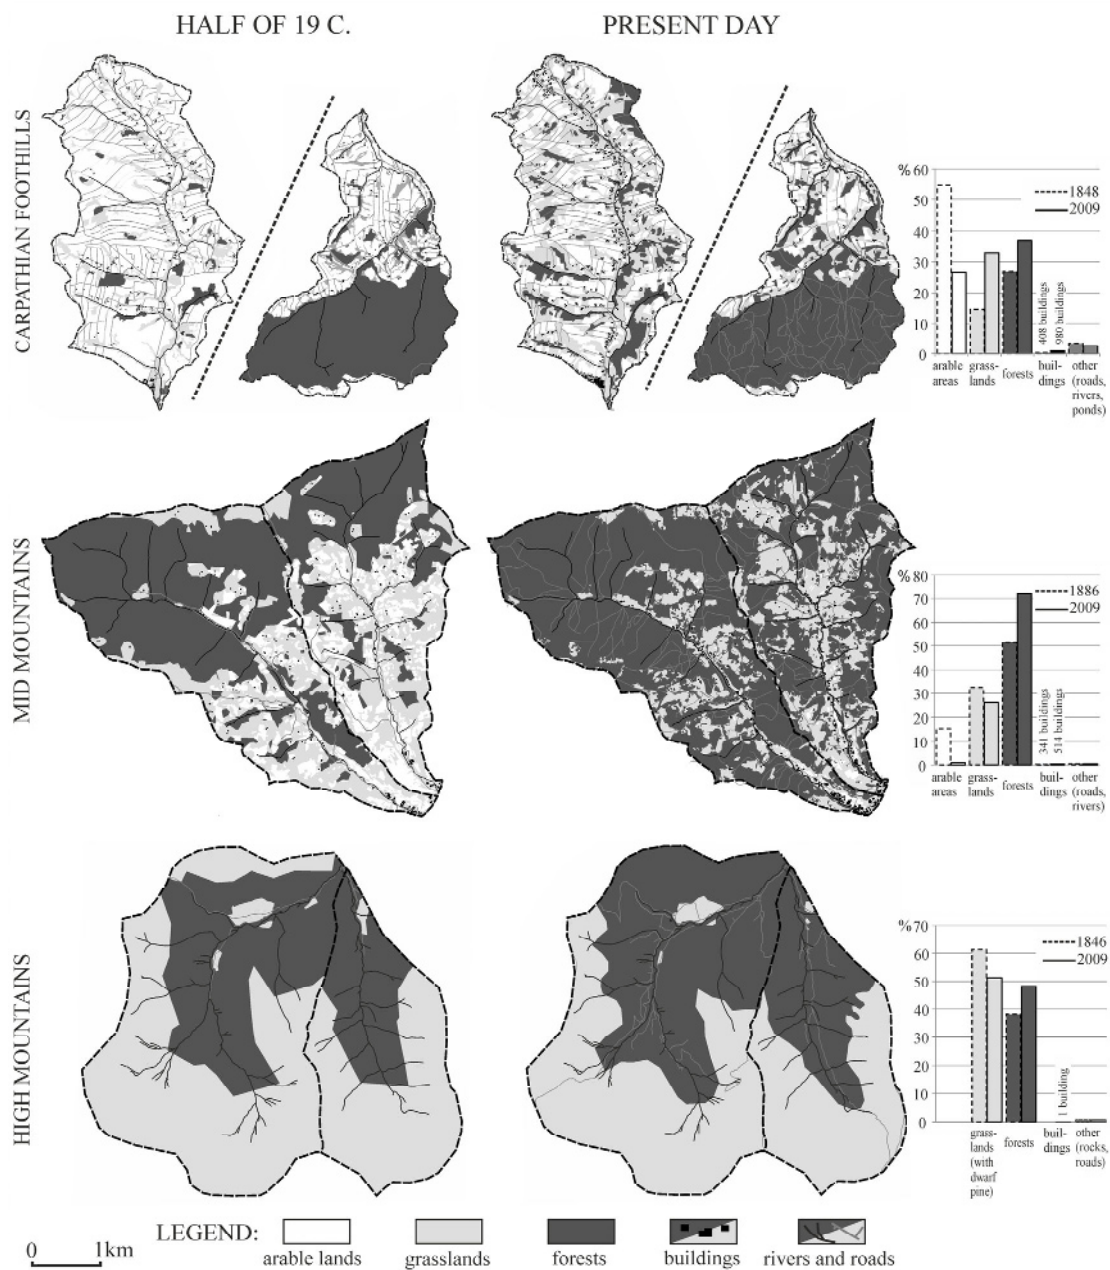 HALF OF 19 C.
PRESENT DAY
CARPATHIAN FOOTHILLS
% 60
50
40
30
20
10
0
1848
2009
408 buildings
980 buildings
arable
areas
grass-
lands
forests
buil-
dings
other
(roads,
rivers,
ponds)
MID MOUNTAINS
% 80
70
60
50
40
30
20
10
0
1886
2009
341 buildings
514 buildings
arable
areas
grass-
lands
forests
buil-
dings
other
(roads,
rivers)
HIGH MOUNTAINS
% 70
60
50
40
30
20
10
0
1846
2009
1 building
grass-
lands
(with
dwarf
pine)
forests
buil-
dings
other
(rocks,
roads)
LEGEND:
arable lands
grasslands
forests
buildings
rivers and roads
0 1km